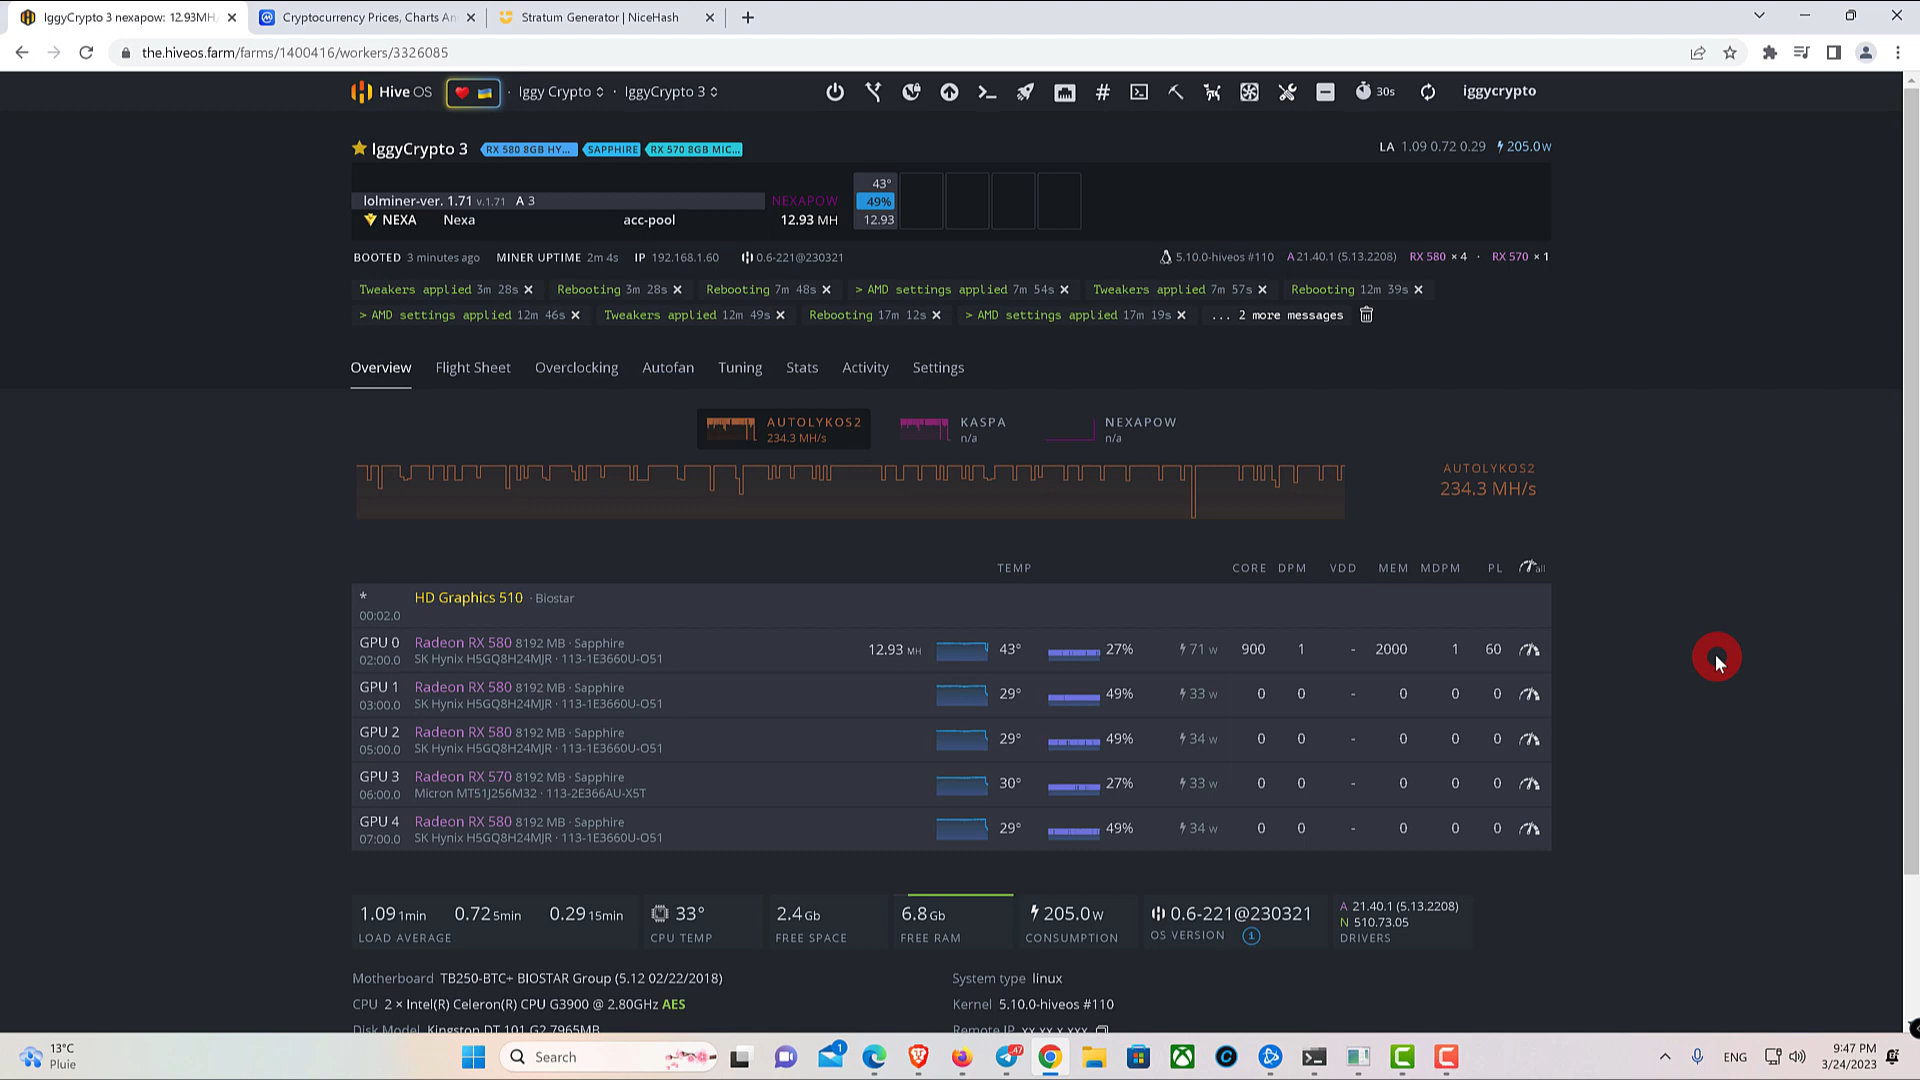 IggyCrypto 3 nexapow: 12.93MH
Cryptocurrency Prices, Charts An
Stratum Generator | NiceHash
the.hiveos.farm/farms/1400416/workers/3326085
Hive OS · Iggy Crypto · IggyCrypto 3
30s iggycrypto
IggyCrypto 3 RX 580 8GB HY... SAPPHIRE RX 570 8GB MIC... LA 1.09 0.72 0.29 205.0 W
43°
lolminer-ver. 1.71 v.1.71 A 3 NEXAPOW 49%
NEXA Nexa acc-pool 12.93 MH 12.93
BOOTED 3 minutes ago MINER UPTIME 2m 4s IP 192.168.1.60 0.6-221@230321 5.10.0-hiveos #110 A 21.40.1 (5.13.2208) RX 580 × 4 · RX 570 × 1
Tweakers applied 3m 28s Rebooting 3m 28s Rebooting 7m 48s > AMD settings applied 7m 54s Tweakers applied 7m 57s Rebooting 12m 39s
> AMD settings applied 12m 46s Tweakers applied 12m 49s Rebooting 17m 12s > AMD settings applied 17m 19s ... 2 more messages
Overview Flight Sheet Overclocking Autofan Tuning Stats Activity Settings
AUTOLYKOS2 KASPA NEXAPOW
234.3 MH/s n/a n/a
AUTOLYKOS2
234.3 MH/s
TEMP CORE DPM VDD MEM MDPM PL all
* HD Graphics 510 · Biostar
00:02.0
GPU 0 Radeon RX 580 8192 MB · Sapphire 12.93 MH 43° 27% 71 W 900 1 - 2000 1 60
02:00.0 SK Hynix H5GQ8H24MJR · 113-1E3660U-O51
GPU 1 Radeon RX 580 8192 MB · Sapphire 29° 49% 33 W 0 0 - 0 0 0
03:00.0 SK Hynix H5GQ8H24MJR · 113-1E3660U-O51
GPU 2 Radeon RX 580 8192 MB · Sapphire 29° 49% 34 W 0 0 - 0 0 0
05:00.0 SK Hynix H5GQ8H24MJR · 113-1E3660U-O51
GPU 3 Radeon RX 570 8192 MB · Sapphire 30° 27% 33 W 0 0 - 0 0 0
06:00.0 Micron MT51J256M32 · 113-2E366AU-X5T
GPU 4 Radeon RX 580 8192 MB · Sapphire 29° 49% 34 W 0 0 - 0 0 0
07:00.0 SK Hynix H5GQ8H24MJR · 113-1E3660U-O51
1.09 1min 0.72 5min 0.29 15min 33° 2.4 Gb 6.8 Gb 205.0 W 0.6-221@230321 A 21.40.1 (5.13.2208)
N 510.73.05
LOAD AVERAGE CPU TEMP FREE SPACE FREE RAM CONSUMPTION OS VERSION DRIVERS
Motherboard TB250-BTC+ BIOSTAR Group (5.12 02/22/2018) System type linux
CPU 2 × Intel(R) Celeron(R) CPU G3900 @ 2.80GHz AES Kernel 5.10.0-hiveos #110
Disk Model Kingston DT 101 G2 7965MB Remote IP xx.xx.x.xxx
13°C
Pluie
Search
1
47
ENG
9:47 PM
3/24/2023